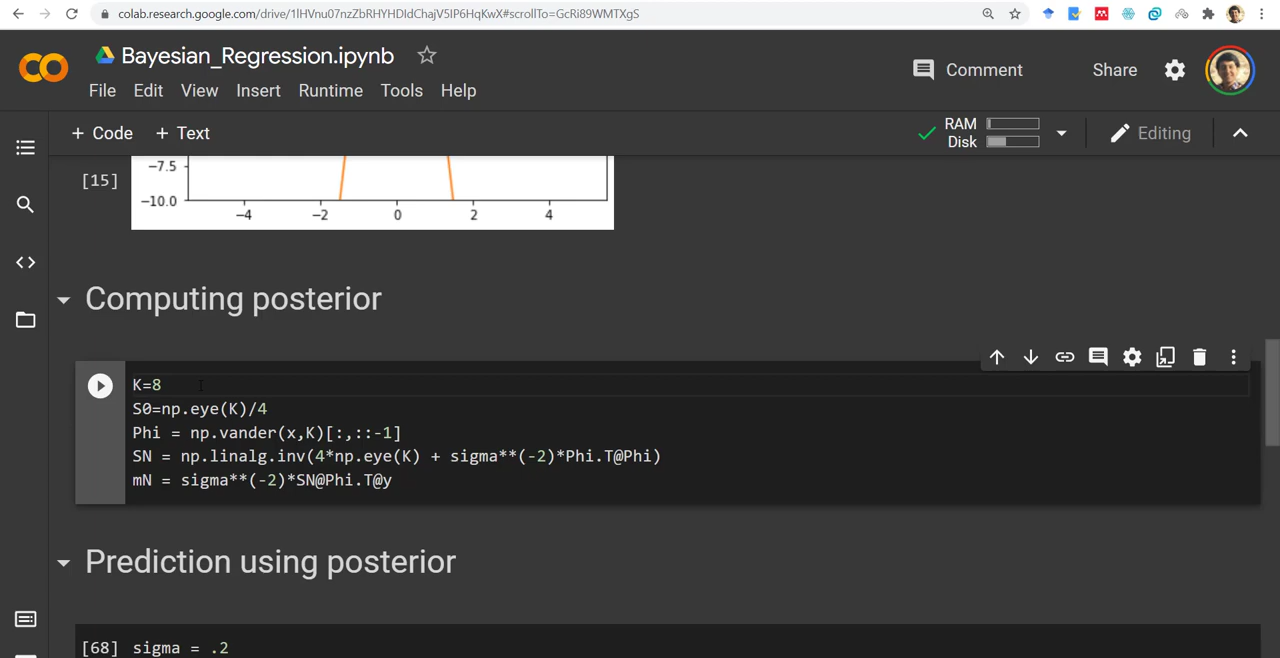 colab.research.google.com/drive/1lHVnu07nzZbRHYHDIdChajV5IP6HqKwX#scrollTo=GcRi89WMTXgS
CO
Bayesian_Regression.ipynb
Comment
Share
File Edit View Insert Runtime Tools Help
+ Code + Text
RAM
Disk
Editing
−7.5
[15]
−10.0
−4 −2 0 2 4
Computing posterior
K=8
S0=np.eye(K)/4
Phi = np.vander(x,K)[:,::-1]
SN = np.linalg.inv(4*np.eye(K) + sigma**(-2)*Phi.T@Phi)
mN = sigma**(-2)*SN@Phi.T@y
Prediction using posterior
[68] sigma = .2